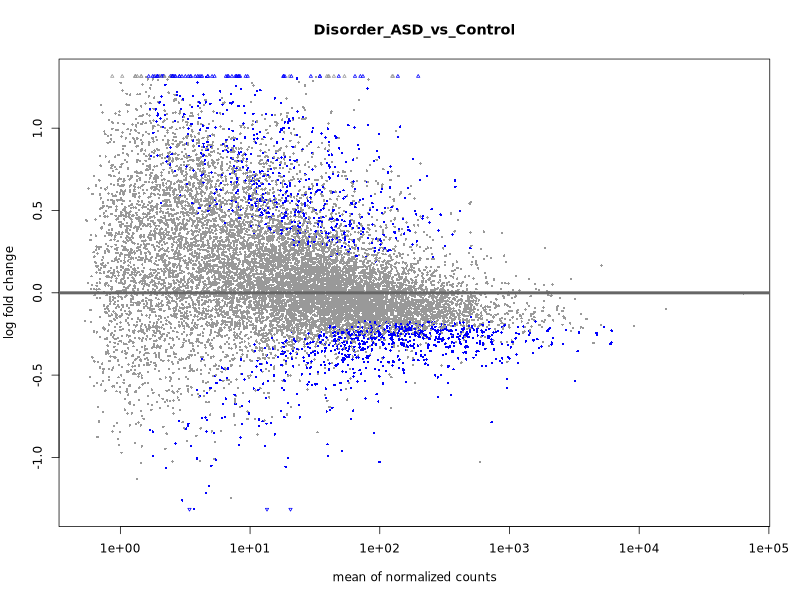 Disorder_ASD_vs_Control
log fold change
1.0
0.5
0.0
-0.5
-1.0
1e+00 1e+01 1e+02 1e+03 1e+04 1e+05
mean of normalized counts